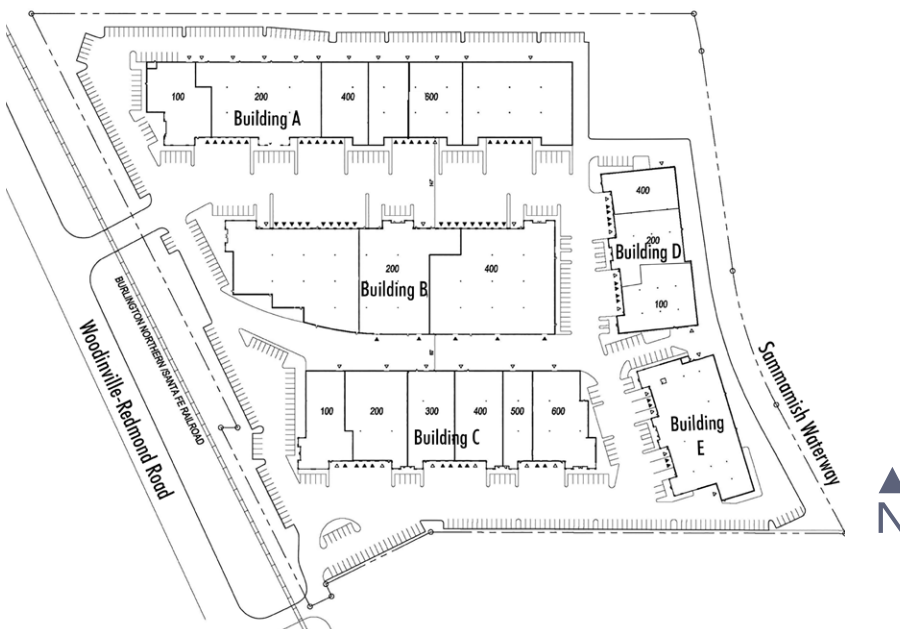 100
200
400
600
Building A
400
200
Building D
100
200
Building B
400
BURLINGTON NORTHERN /SANTA FE RAILROAD
Woodinville-Redmond Road
Sammamish Waterway
100
200
300
400
500
600
Building C
Building
E
N